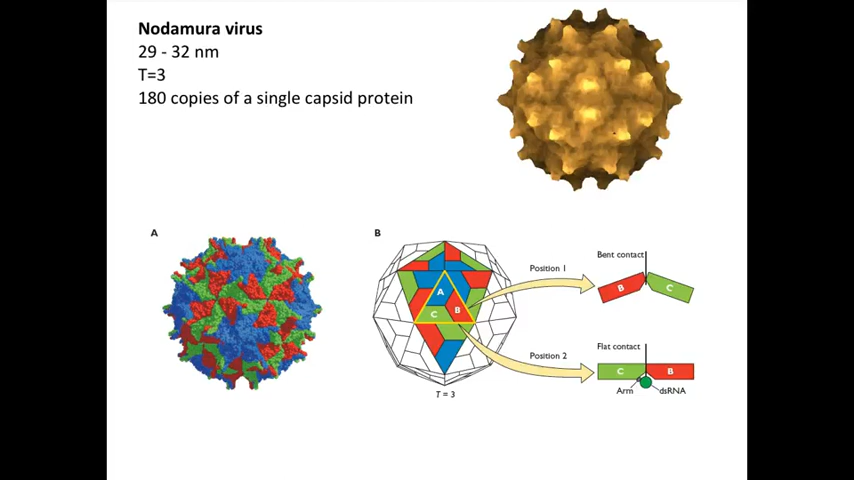 Nodamura virus
29 - 32 nm
T=3
180 copies of a single capsid protein
A
B
Bent contact
Position 1
B
C
A
B
C
Flat contact
Position 2
C
B
Arm
dsRNA
T = 3